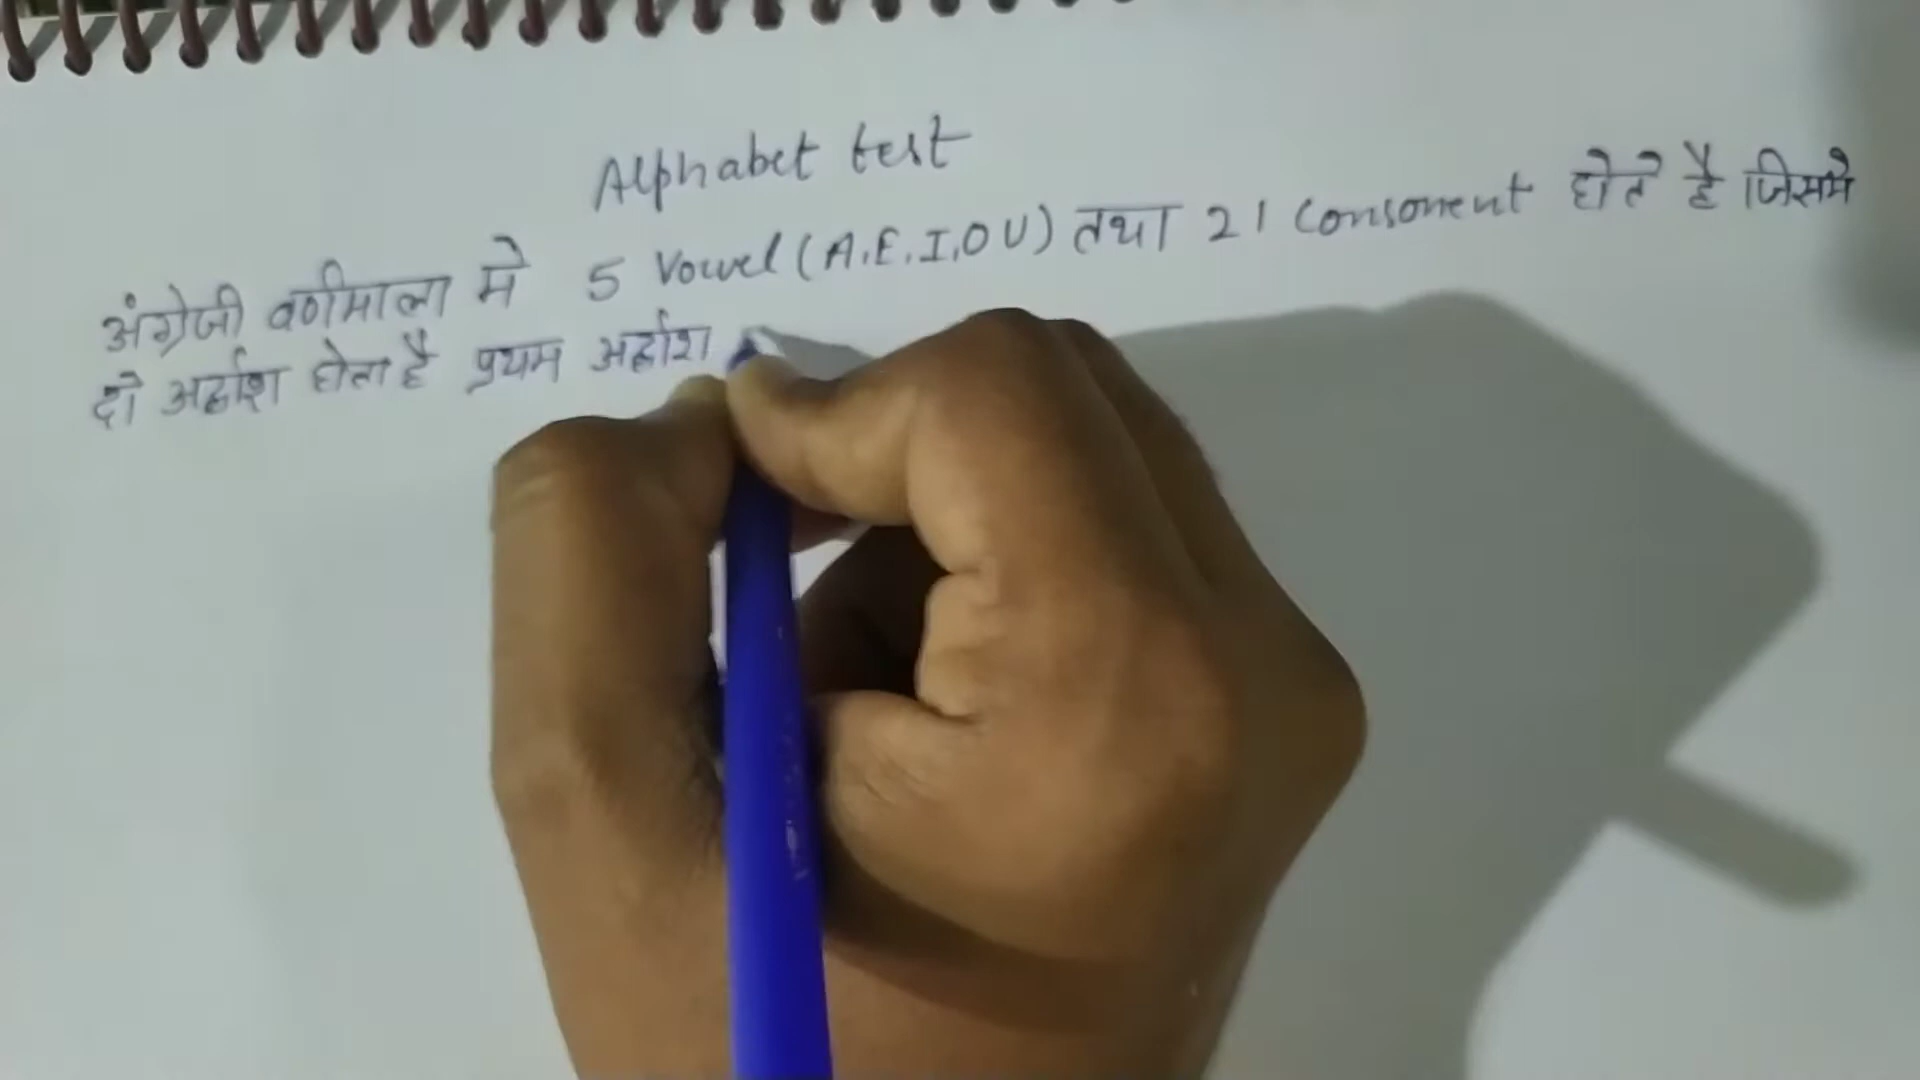 Alphabet test
अंग्रेजी वर्णमाला मे 5 Vowel (A.E.I.O U) तथा 21 Consonent होते है जिसमे
दो अर्द्धाश होता है प्रथम अर्द्धाश